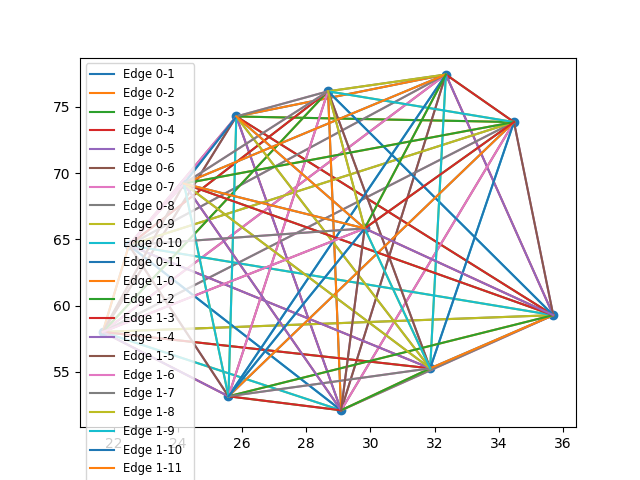 75
70
65
60
55
22 24 26 28 30 32 34 36
Edge 0-1
Edge 0-2
Edge 0-3
Edge 0-4
Edge 0-5
Edge 0-6
Edge 0-7
Edge 0-8
Edge 0-9
Edge 0-10
Edge 0-11
Edge 1-0
Edge 1-2
Edge 1-3
Edge 1-4
Edge 1-5
Edge 1-6
Edge 1-7
Edge 1-8
Edge 1-9
Edge 1-10
Edge 1-11